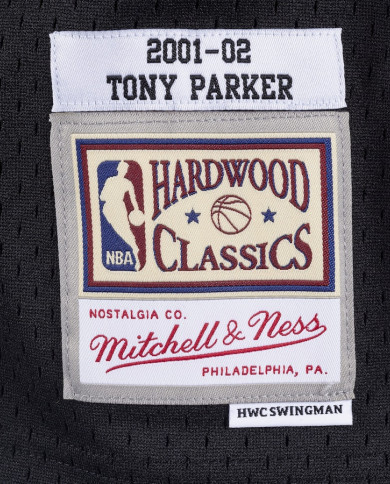 2001-02
TONY PARKER
HARDWOOD
NBA
CLASSICS
NOSTALGIA CO.
Mitchell & Ness
PHILADELPHIA, PA.
HWC SWINGMAN